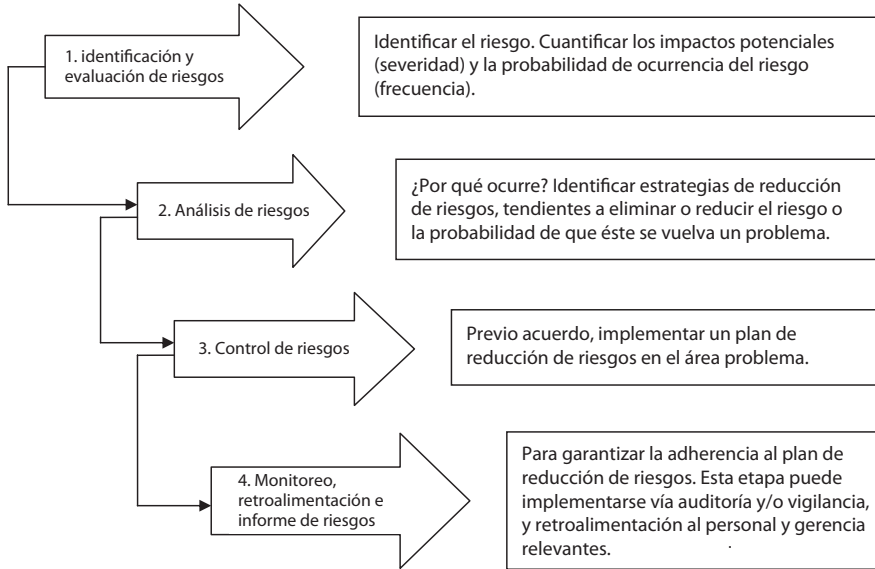 1. identificación y
evaluación de riesgos
Identificar el riesgo. Cuantificar los impactos potenciales
(severidad) y la probabilidad de ocurrencia del riesgo
(frecuencia).
2. Análisis de riesgos
¿Por qué ocurre? Identificar estrategias de reducción
de riesgos, tendientes a eliminar o reducir el riesgo o
la probabilidad de que éste se vuelva un problema.
3. Control de riesgos
Previo acuerdo, implementar un plan de
reducción de riesgos en el área problema.
4. Monitoreo,
retroalimentación e
informe de riesgos
Para garantizar la adherencia al plan de
reducción de riesgos. Esta etapa puede
implementarse vía auditoría y/o vigilancia,
y retroalimentación al personal y gerencia
relevantes.